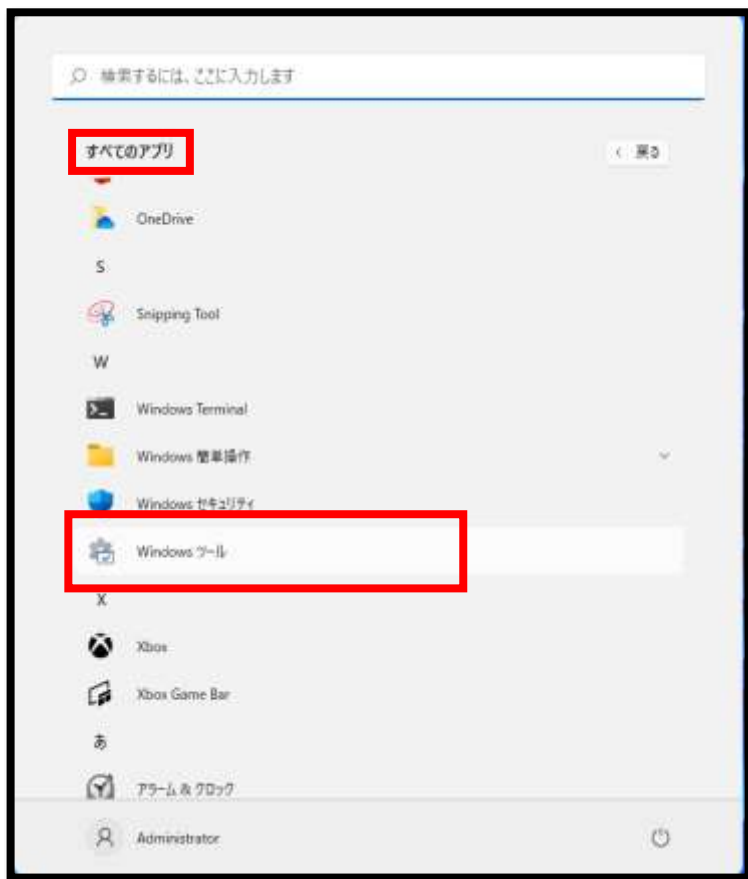 検索するには、ここに入力します
すべてのアプリ
戻る
OneDrive
S
Snipping Tool
W
Windows Terminal
Windows 簡単操作
Windows セキュリティ
Windows ツール
X
Xbox
Xbox Game Bar
あ
アラーム & クロック
Administrator